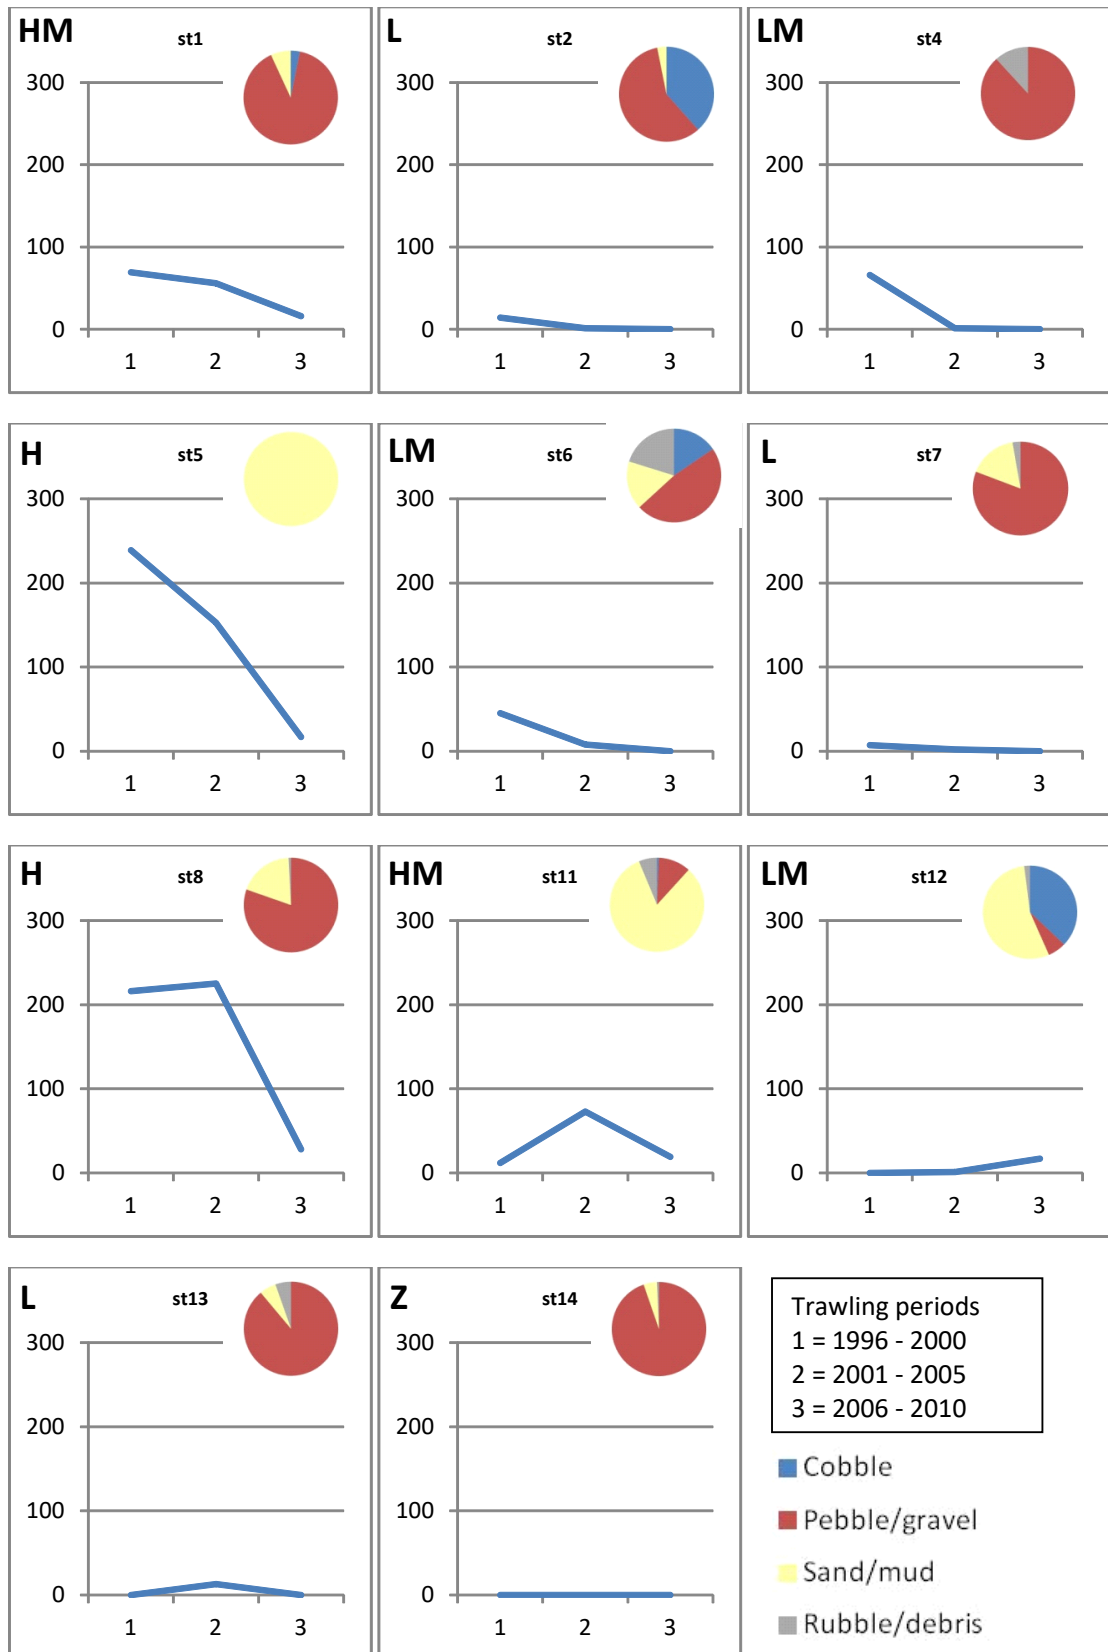 HM st1
300
200
100
0
1 2 3
L st2
300
200
100
0
1 2 3
LM st4
300
200
100
0
1 2 3
H st5
300
200
100
0
1 2 3
LM st6
300
200
100
0
1 2 3
L st7
300
200
100
0
1 2 3
H st8
300
200
100
0
1 2 3
HM st11
300
200
100
0
1 2 3
LM st12
300
200
100
0
1 2 3
L st13
300
200
100
0
1 2 3
Z st14
300
200
100
0
1 2 3
Trawling periods
1 = 1996 - 2000
2 = 2001 - 2005
3 = 2006 - 2010
Cobble
Pebble/gravel
Sand/mud
Rubble/debris